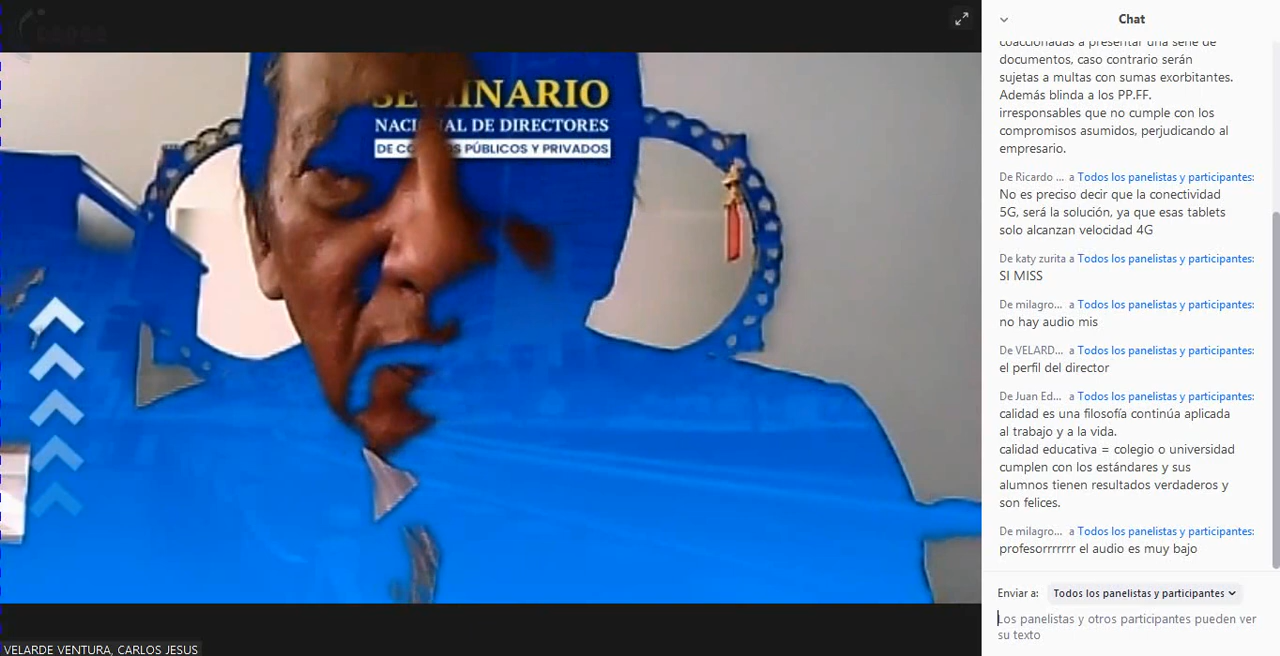 SEMINARIO
NACIONAL DE DIRECTORES
DE COLEGIOS PÚBLICOS Y PRIVADOS
VELARDE VENTURA, CARLOS JESUS
Chat
coaccionadas a presentar una serie de
documentos, caso contrario serán
sujetas a multas con sumas exorbitantes.
Además blinda a los PP.FF.
irresponsables que no cumple con los
compromisos asumidos, perjudicando al
empresario.
De Ricardo ... a Todos los panelistas y participantes:
No es preciso decir que la conectividad
5G, será la solución, ya que esas tablets
solo alcanzan velocidad 4G
De katy zurita a Todos los panelistas y participantes:
SI MISS
De milagro... a Todos los panelistas y participantes:
no hay audio mis
De VELARD... a Todos los panelistas y participantes:
el perfil del director
De Juan Ed... a Todos los panelistas y participantes:
calidad es una filosofía continúa aplicada
al trabajo y a la vida.
calidad educativa = colegio o universidad
cumplen con los estándares y sus
alumnos tienen resultados verdaderos y
son felices.
De milagro... a Todos los panelistas y participantes:
profesorrrrrrr el audio es muy bajo
Enviar a: Todos los panelistas y participantes
Los panelistas y otros participantes pueden ver
su texto